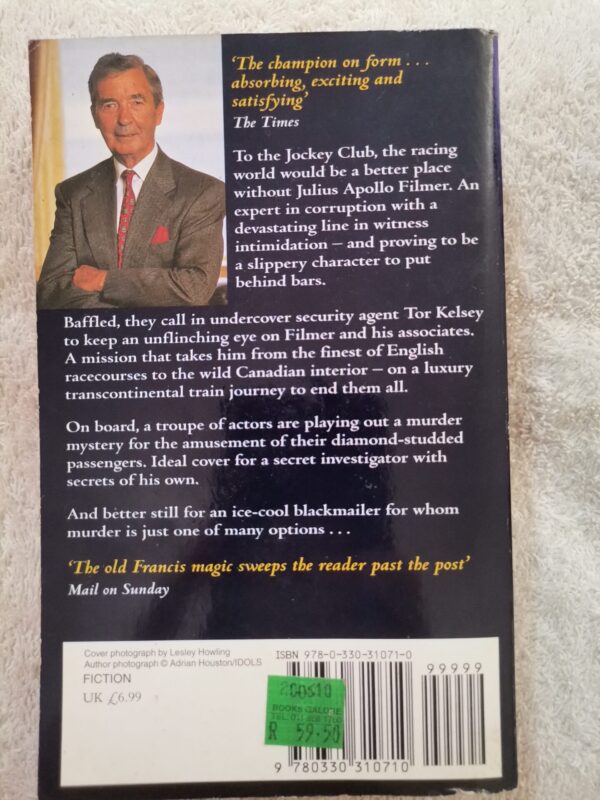 ‘The champion on form . . .
absorbing, exciting and
satisfying’
The Times
To the Jockey Club, the racing
world would be a better place
without Julius Apollo Filmer. An
expert in corruption with a
devastating line in witness
intimidation – and proving to be
a slippery character to put
behind bars.
Baffled, they call in undercover security agent Tor Kelsey
to keep an unflinching eye on Filmer and his associates.
A mission that takes him from the finest of English
racecourses to the wild Canadian interior – on a luxury
transcontinental train journey to end them all.
On board, a troupe of actors are playing out a murder
mystery for the amusement of their diamond-studded
passengers. Ideal cover for a secret investigator with
secrets of his own.
And better still for an ice-cool blackmailer for whom
murder is just one of many options . . .
‘The old Francis magic sweeps the reader past the post’
Mail on Sunday
Cover photograph by Lesley Howling
Author photograph © Adrian Houston/IDOLS
FICTION
UK £6.99
ISBN 978-0-330-31071-0
99999
BOOKS GALORE
R 59.50
9 780330 310710